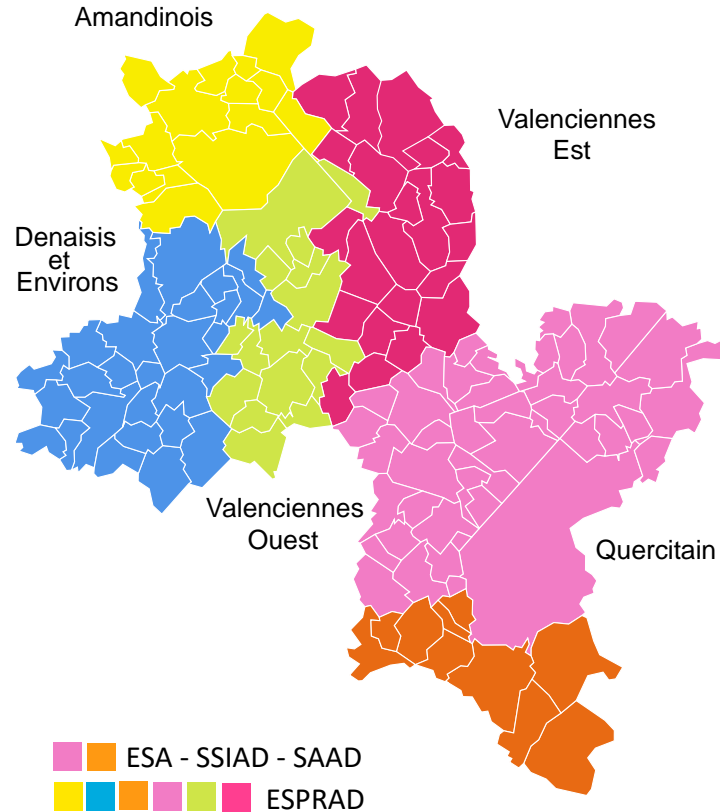 Amandinois
Valenciennes
Est
Denaisis
et
Environs
Valenciennes
Ouest
Quercitain
ESA - SSIAD - SAAD
ESPRAD